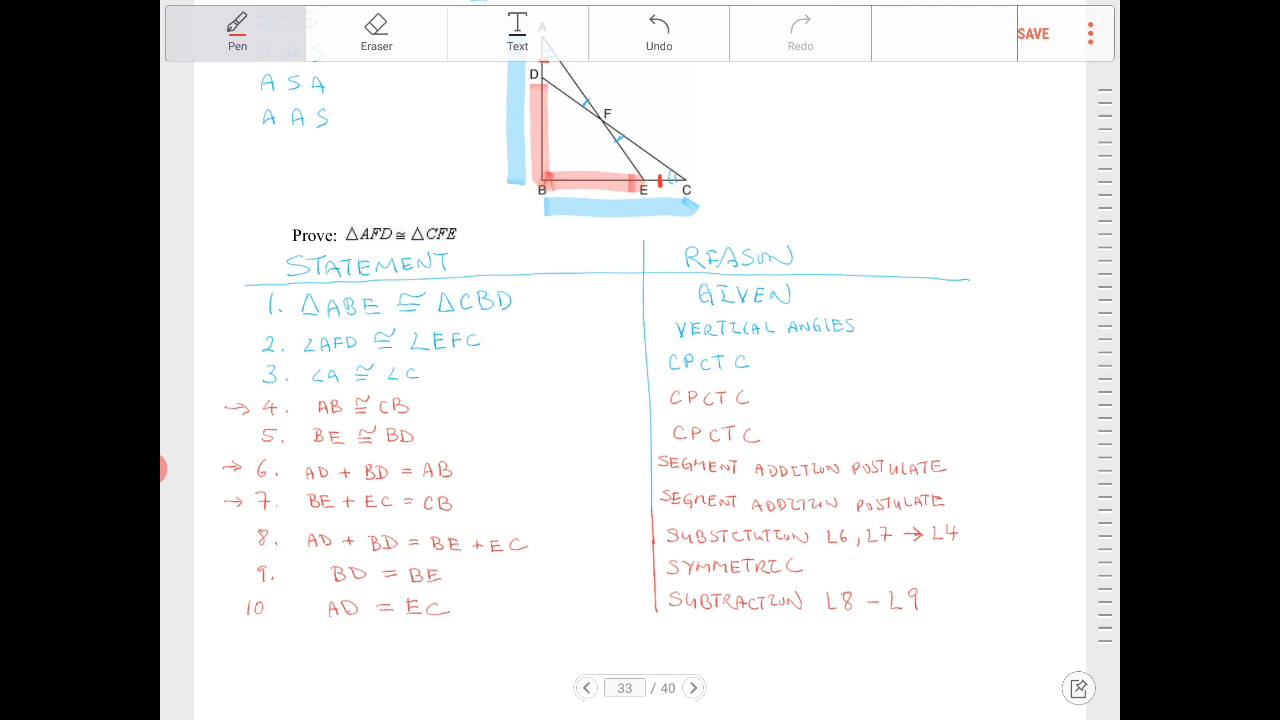 S S S
Pen
Eraser
Text
Undo
Redo
SAVE
S A S
A S A
A A S
A
D
F
B
E
C
Prove: △AFD ≅ △CFE
STATEMENT
REASON
1. △ABE ≅ △CBD
GIVEN
2. ∠AFD ≅ ∠EFC
VERTICAL ANGLES
3. ∠A ≅ ∠C
CPCTC
→ 4. AB ≅ CB
CPCTC
5. BE ≅ BD
CPCTC
→ 6. AD + BD = AB
SEGMENT ADDITION POSTULATE
→ 7. BE + EC = CB
SEGMENT ADDITION POSTULATE
8. AD + BD = BE + EC
SUBSTITUTION L6, L7 → L4
9. BD = BE
SYMMETRIC
10 AD = EC
SUBTRACTION L8 - L9
33 / 40